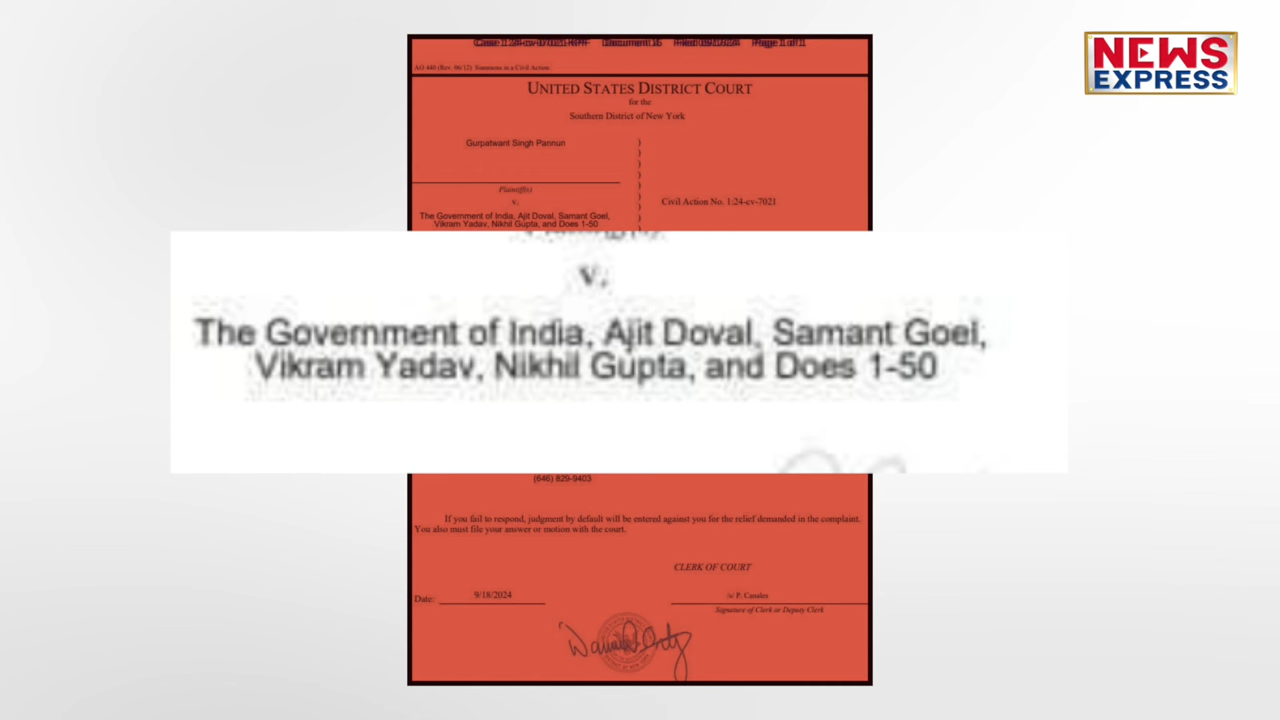 NEWS
EXPRESS
AO 440 (Rev. 06/12) Summons in a Civil Action
UNITED STATES DISTRICT COURT
for the
Southern District of New York
Gurpatwant Singh Pannun
Plaintiff(s)
v.
The Government of India, Ajit Doval, Samant Goel,
Vikram Yadav, Nikhil Gupta, and Does 1-50
Civil Action No. 1:24-cv-7021
v.
The Government of India, Ajit Doval, Samant Goel,
Vikram Yadav, Nikhil Gupta, and Does 1-50
(646) 829-9403
If you fail to respond, judgment by default will be entered against you for the relief demanded in the complaint.
You also must file your answer or motion with the court.
CLERK OF COURT
Date: 9/18/2024
/s/ P. Canales
Signature of Clerk or Deputy Clerk